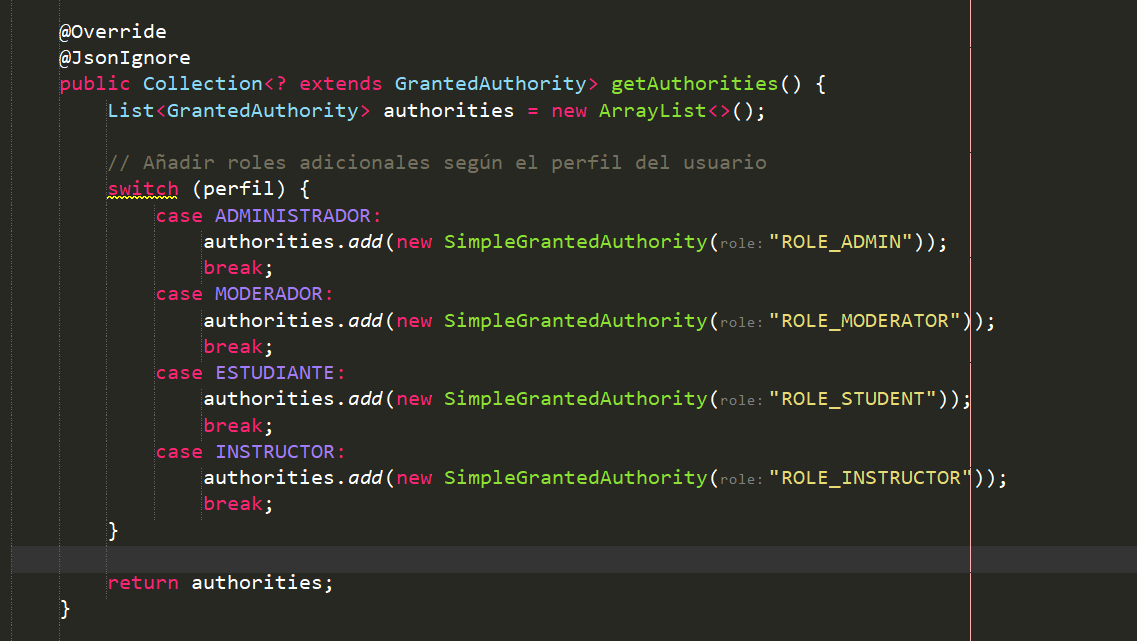 @Override
@JsonIgnore
public Collection<? extends GrantedAuthority> getAuthorities() {
List<GrantedAuthority> authorities = new ArrayList<>();
// Añadir roles adicionales según el perfil del usuario
switch (perfil) {
case ADMINISTRADOR:
authorities.add(new SimpleGrantedAuthority(role: "ROLE_ADMIN"));
break;
case MODERADOR:
authorities.add(new SimpleGrantedAuthority(role: "ROLE_MODERATOR"));
break;
case ESTUDIANTE:
authorities.add(new SimpleGrantedAuthority(role: "ROLE_STUDENT"));
break;
case INSTRUCTOR:
authorities.add(new SimpleGrantedAuthority(role: "ROLE_INSTRUCTOR"));
break;
}
return authorities;
}